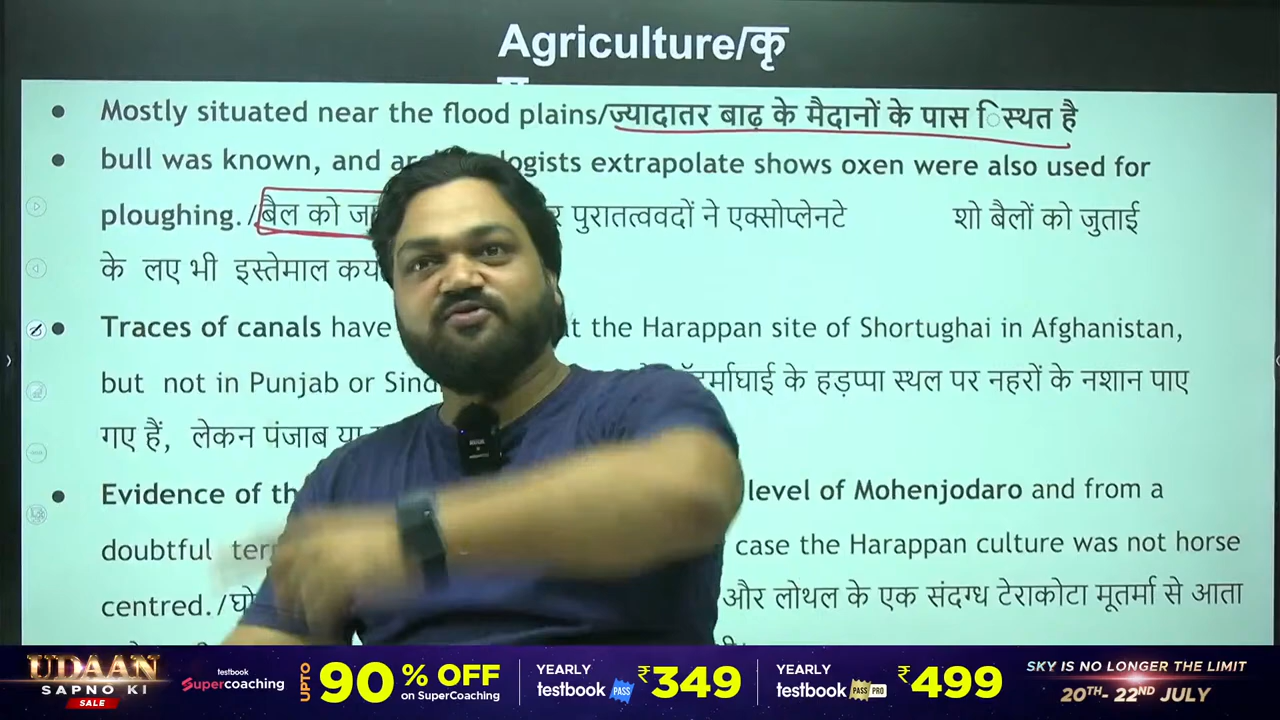 Agriculture/कृ
Mostly situated near the flood plains/ज्यादातर बाढ़ के मैदानों के पास िस्थत है
bull was known, and ar logists extrapolate shows oxen were also used for
ploughing. /बैल को ज र पुरातत्ववदों ने एक्सोप्लेनटे शो बैलों को जुताई
के लए भी इस्तेमाल कय
Traces of canals have t the Harappan site of Shortughai in Afghanistan,
but not in Punjab or Sind र्माघाई के हड़प्पा स्थल पर नहरों के नशान पाए
गए हैं, लेकन पंजाब या
Evidence of th level of Mohenjodaro and from a
doubtful ter case the Harappan culture was not horse
centred./घो और लोथल के एक संदग्ध टेराकोटा मूतर्मा से आता
UDAAN
SAPNO KI
SALE
testbook
Supercoaching
UPTO 90% OFF
on SuperCoaching
YEARLY
testbook PASS ₹349
YEARLY
testbook PASS PRO ₹499
SKY IS NO LONGER THE LIMIT
20TH- 22ND JULY